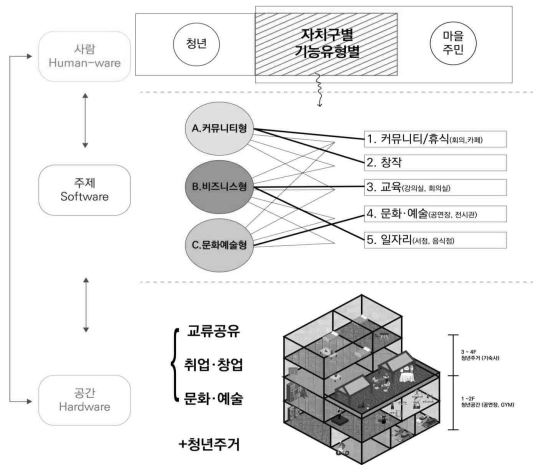 사람
Human-ware
청년
자치구별
기능유형별
마을
주민
주제
Software
A.커뮤니티형
B.비즈니스형
C.문화예술형
1. 커뮤니티/휴식(회의,카페)
2. 창작
3. 교육(강의실, 회의실)
4. 문화·예술(공연장, 전시관)
5. 일자리(서점, 음식점)
공간
Hardware
교류공유
취업·창업
문화·예술
+청년주거
3 ~ 4F
청년주거 (기숙사)
1 ~2F
청년공간 (공연장, GYM)